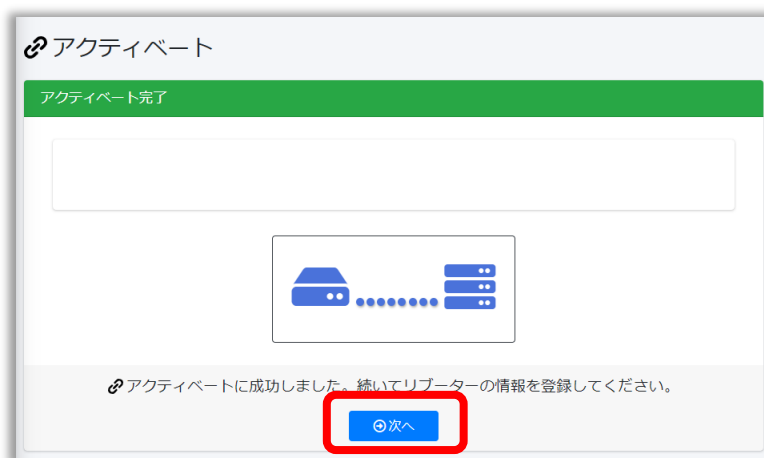 アクティベート
アクティベート完了
アクティベートに成功しました。続いてリブーターの情報を登録してください。
次へ